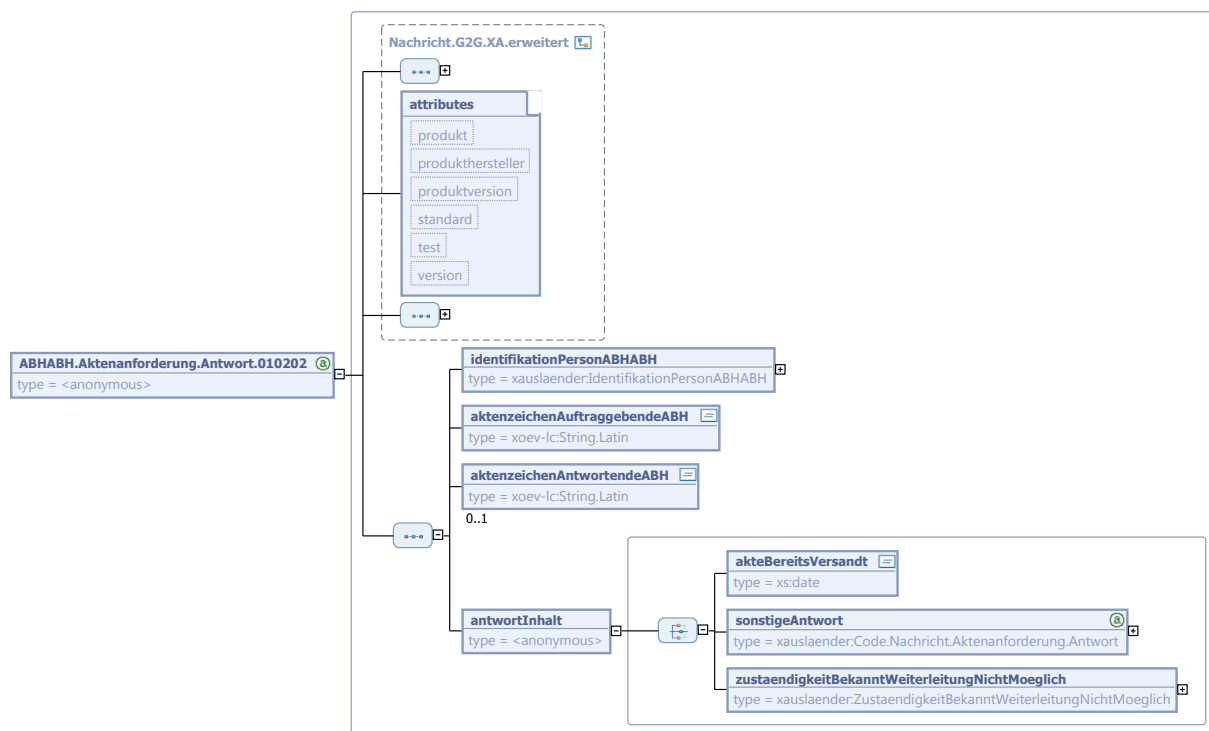 Nachricht.G2G.XA.erweitert
attributes
produkt
produkthersteller
produktversion
standard
test
version
ABHABH.Aktenanforderung.Antwort.010202 a
type = <anonymous>
identifikationPersonABHABH
type = xauslaender:IdentifikationPersonABHABH
aktenzeichenAuftraggebendeABH
type = xoev-lc:String.Latin
aktenzeichenAntwortendeABH
type = xoev-lc:String.Latin
0..1
antwortInhalt
type = <anonymous>
akteBereitsVersandt
type = xs:date
sonstigeAntwort a
type = xauslaender:Code.Nachricht.Aktenanforderung.Antwort
zustaendigkeitBekanntWeiterleitungNichtMoeglich
type = xauslaender:ZustaendigkeitBekanntWeiterleitungNichtMoeglich